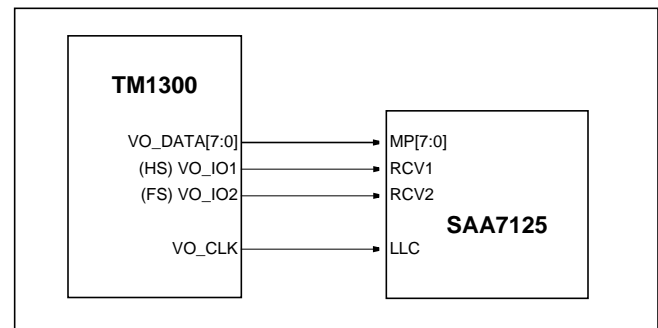 TM1300
VO_DATA[7:0]
MP[7:0]
(HS) VO_IO1
RCV1
(FS) VO_IO2
RCV2
SAA7125
VO_CLK
LLC